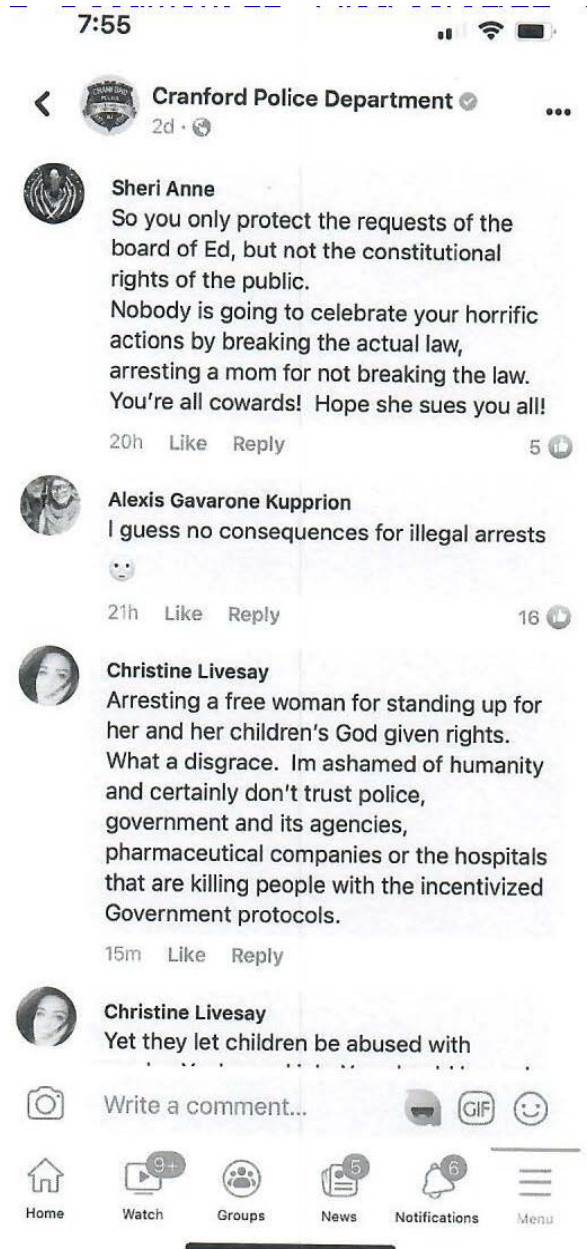 7:55
Cranford Police Department
2d
Sheri Anne
So you only protect the requests of the
board of Ed, but not the constitutional
rights of the public.
Nobody is going to celebrate your horrific
actions by breaking the actual law,
arresting a mom for not breaking the law.
You're all cowards! Hope she sues you all!
20h Like Reply 5
Alexis Gavarone Kupprion
I guess no consequences for illegal arrests
21h Like Reply 16
Christine Livesay
Arresting a free woman for standing up for
her and her children's God given rights.
What a disgrace. Im ashamed of humanity
and certainly don't trust police,
government and its agencies,
pharmaceutical companies or the hospitals
that are killing people with the incentivized
Government protocols.
15m Like Reply
Christine Livesay
Yet they let children be abused with
Write a comment...
GIF
9+ 5 6
Home Watch Groups News Notifications Menu